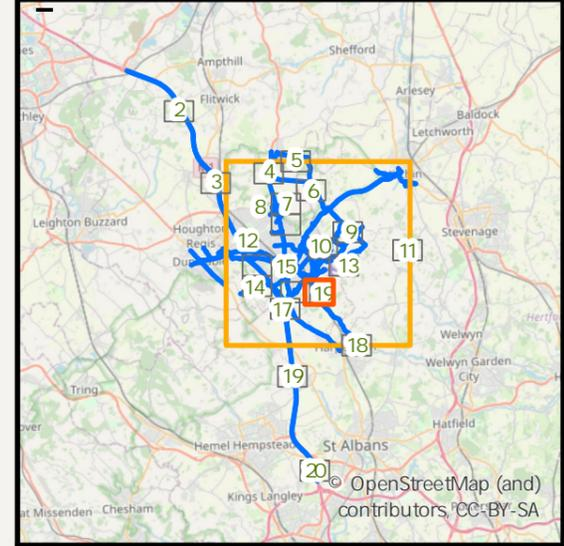 Shefford
Ampthill
Arlesey
Flitwick
2
Baldock
Letchworth
5
4
3
6
8
7
Leighton Buzzard
Houghton
Regis
9
Stevenage
12
10
11
15
13
14
19
17
Welwyn
18
Welwyn Garden
City
19
Tring
Hatfield
Hemel Hempstead
St Albans
20
© OpenStreetMap (and)
Kings Langley
contributors, CC-BY-SA
Chesham